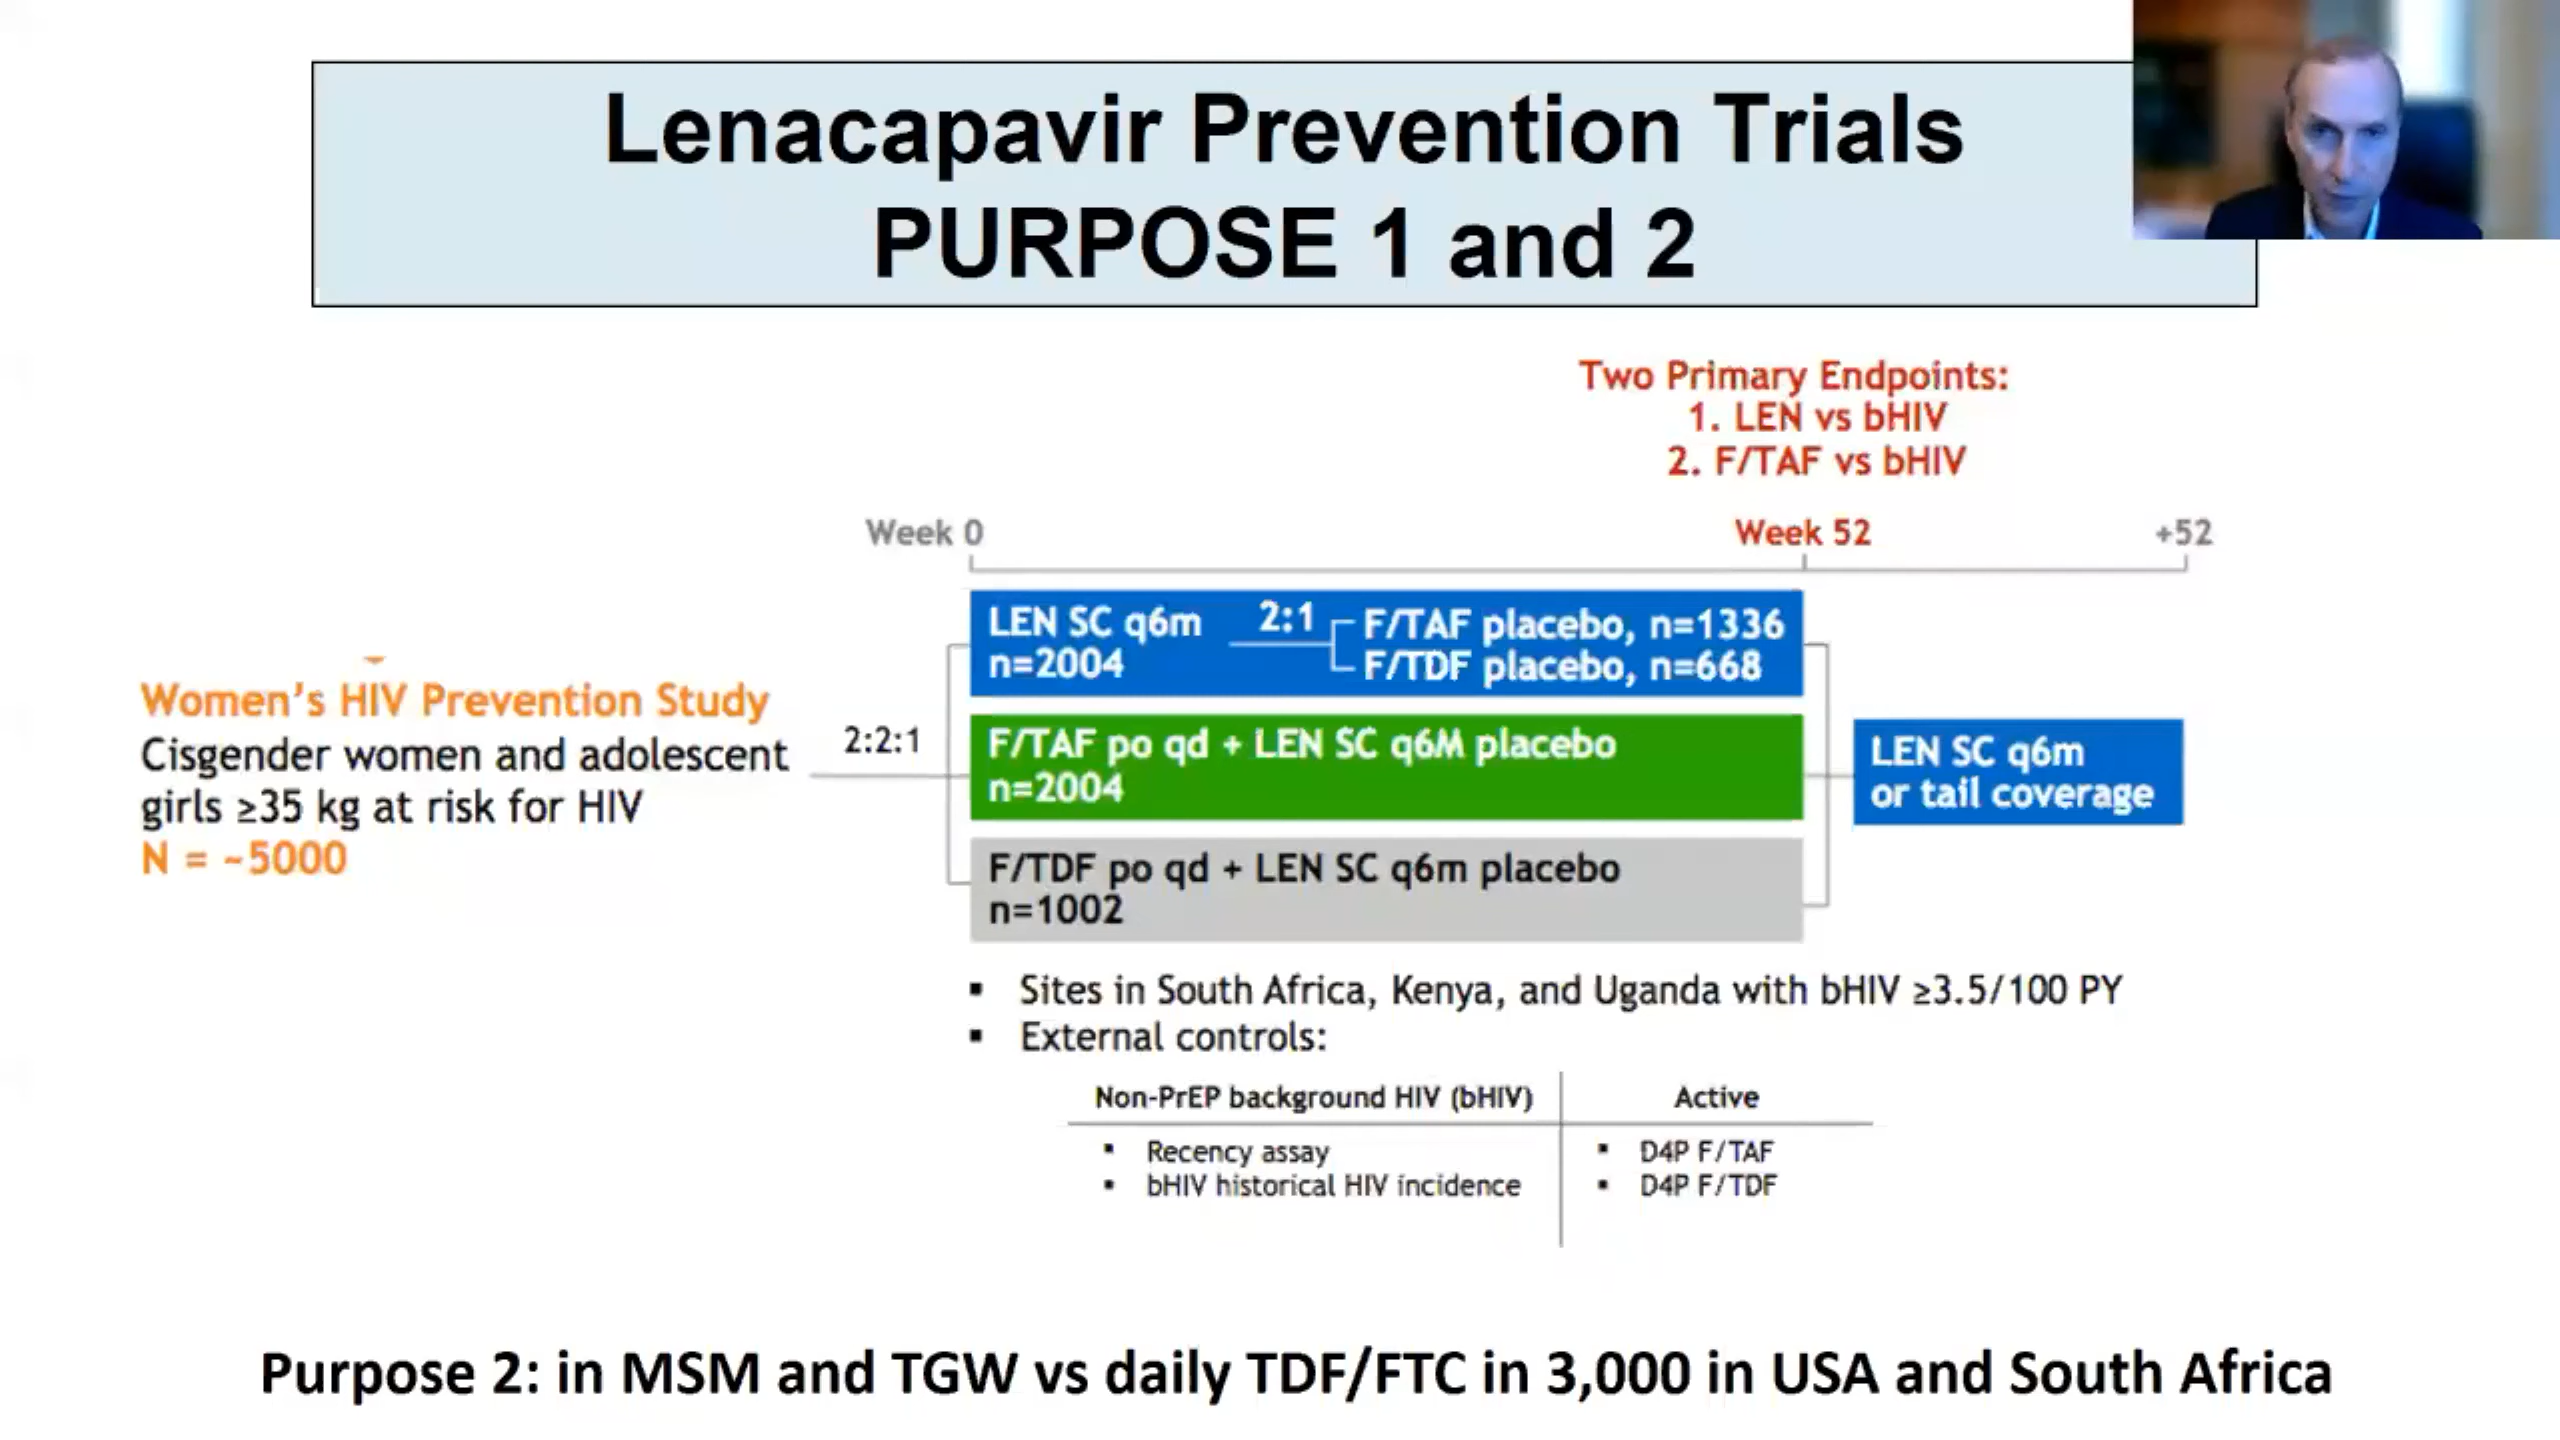 Lenacapavir Prevention Trials
PURPOSE 1 and 2
Two Primary Endpoints:
1. LEN vs bHIV
2. F/TAF vs bHIV
Week 0
Week 52
+52
Women's HIV Prevention Study
Cisgender women and adolescent
girls ≥35 kg at risk for HIV
N = ~5000
2:2:1
LEN SC q6m
n=2004
2:1
F/TAF placebo, n=1336
F/TDF placebo, n=668
F/TAF po qd + LEN SC q6M placebo
n=2004
F/TDF po qd + LEN SC q6m placebo
n=1002
LEN SC q6m
or tail coverage
▪ Sites in South Africa, Kenya, and Uganda with bHIV ≥3.5/100 PY
▪ External controls:
Non-PrEP background HIV (bHIV)
▪ Recency assay
▪ bHIV historical HIV incidence
Active
▪ D4P F/TAF
▪ D4P F/TDF
Purpose 2: in MSM and TGW vs daily TDF/FTC in 3,000 in USA and South Africa